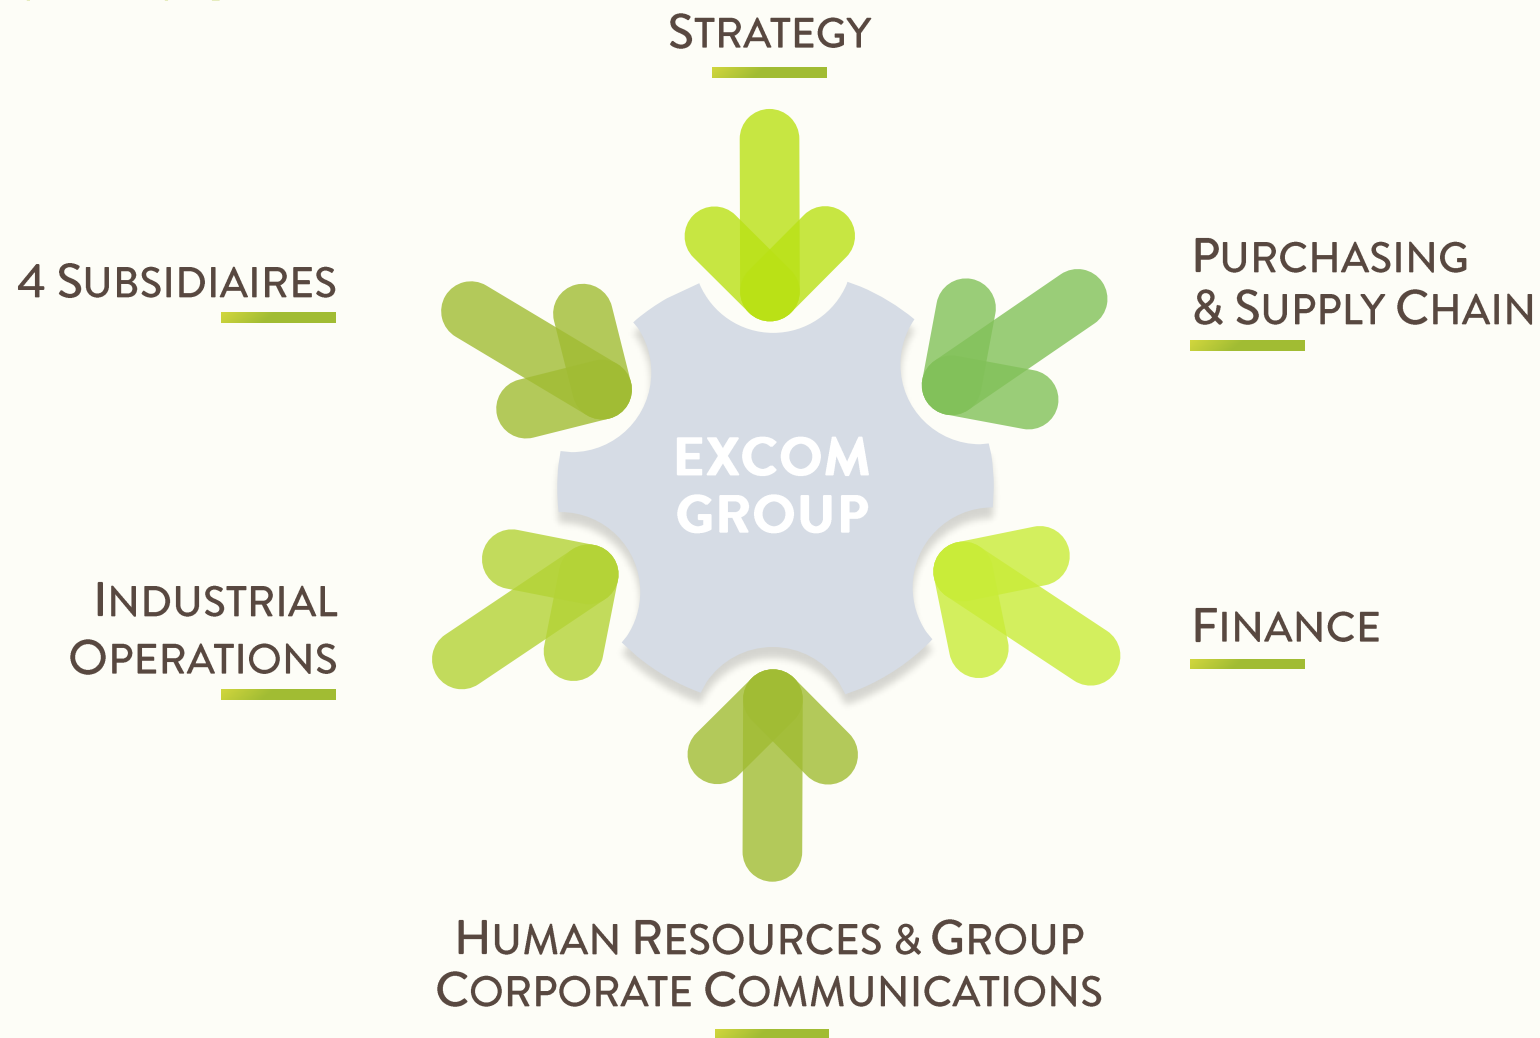 STRATEGY
4 SUBSIDIAIRES
PURCHASING
& SUPPLY CHAIN
EXCOM
GROUP
INDUSTRIAL
OPERATIONS
FINANCE
HUMAN RESOURCES & GROUP
CORPORATE COMMUNICATIONS